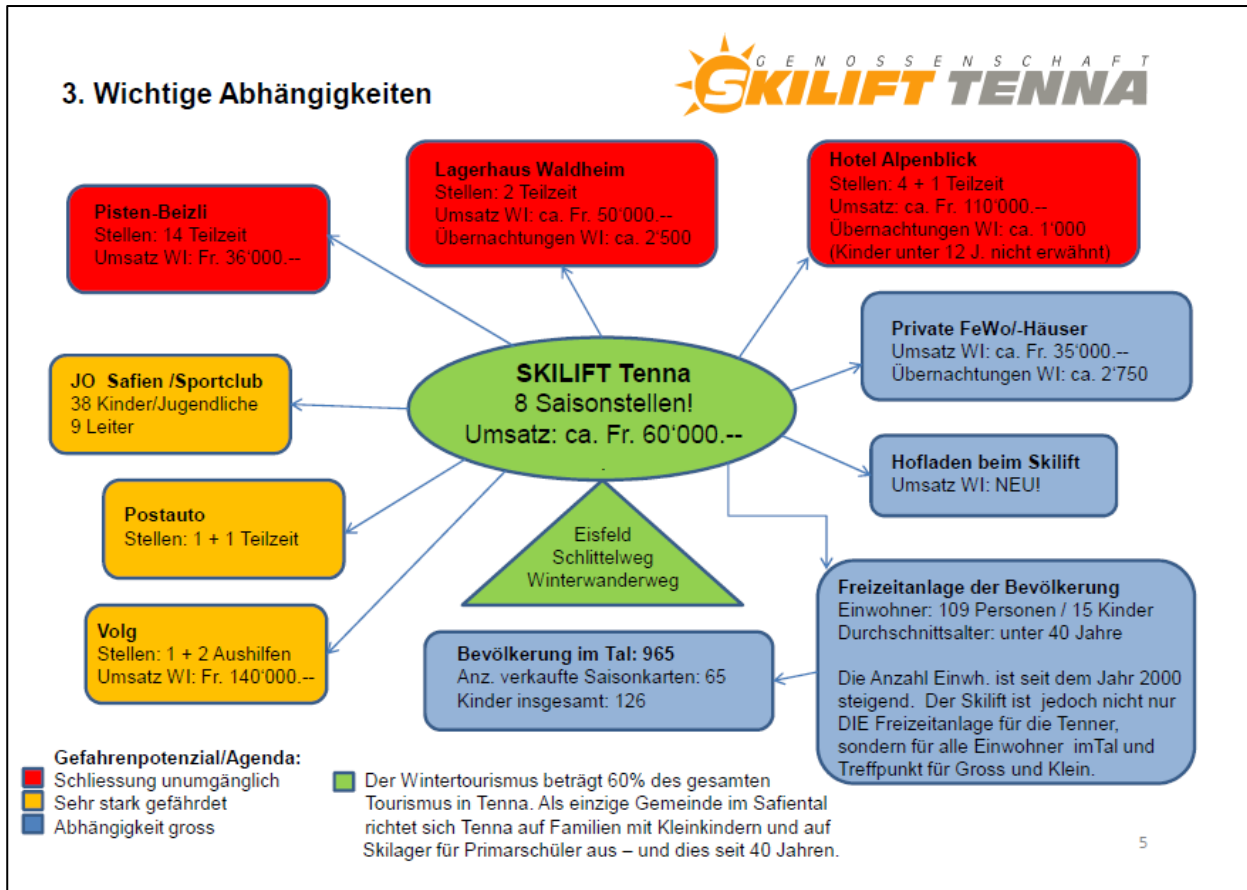 GENOSSENSCHAFT
SKILIFT TENNA
3. Wichtige Abhängigkeiten
Lagerhaus Waldheim
Stellen: 2 Teilzeit
Umsatz WI: ca. Fr. 50‘000.--
Übernachtungen WI: ca. 2‘500
Hotel Alpenblick
Stellen: 4 + 1 Teilzeit
Umsatz: ca. Fr. 110‘000.--
Übernachtungen WI: ca. 1‘000
(Kinder unter 12 J. nicht erwähnt)
Pisten-Beizli
Stellen: 14 Teilzeit
Umsatz WI: Fr. 36‘000.--
Private FeWo/-Häuser
Umsatz WI: ca. Fr. 35‘000.--
Übernachtungen WI: ca. 2‘750
JO Safien /Sportclub
38 Kinder/Jugendliche
9 Leiter
SKILIFT Tenna
8 Saisonstellen!
Umsatz: ca. Fr. 60‘000.--
.
Hofladen beim Skilift
Umsatz WI: NEU!
Postauto
Stellen: 1 + 1 Teilzeit
Eisfeld
Schlittelweg
Winterwanderweg
Freizeitanlage der Bevölkerung
Einwohner: 109 Personen / 15 Kinder
Durchschnittsalter: unter 40 Jahre
Die Anzahl Einwh. ist seit dem Jahr 2000
steigend. Der Skilift ist jedoch nicht nur
DIE Freizeitanlage für die Tenner,
sondern für alle Einwohner imTal und
Treffpunkt für Gross und Klein.
Volg
Stellen: 1 + 2 Aushilfen
Umsatz WI: Fr. 140‘000.--
Bevölkerung im Tal: 965
Anz. verkaufte Saisonkarten: 65
Kinder insgesamt: 126
Gefahrenpotenzial/Agenda:
Schliessung unumgänglich
Sehr stark gefährdet
Abhängigkeit gross
Der Wintertourismus beträgt 60% des gesamten
Tourismus in Tenna. Als einzige Gemeinde im Safiental
richtet sich Tenna auf Familien mit Kleinkindern und auf
Skilager für Primarschüler aus – und dies seit 40 Jahren.
5